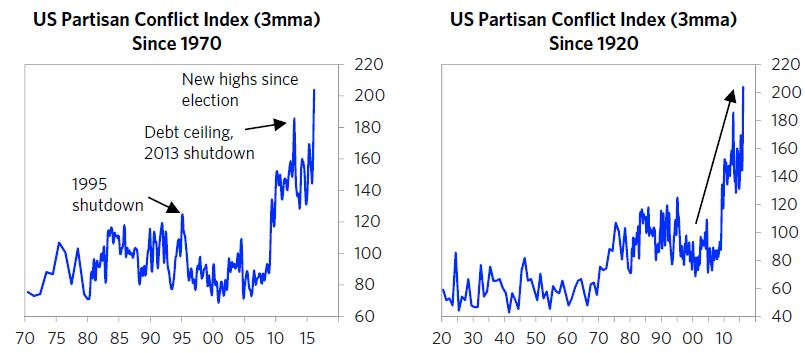 US Partisan Conflict Index (3mma)
Since 1970
220
200
180
160
140
120
100
80
60
New highs since
election
Debt ceiling,
2013 shutdown
1995
shutdown
70 75 80 85 90 95 00 05 10 15
US Partisan Conflict Index (3mma)
Since 1920
220
200
180
160
140
120
100
80
60
40
20 30 40 50 60 70 80 90 00 10